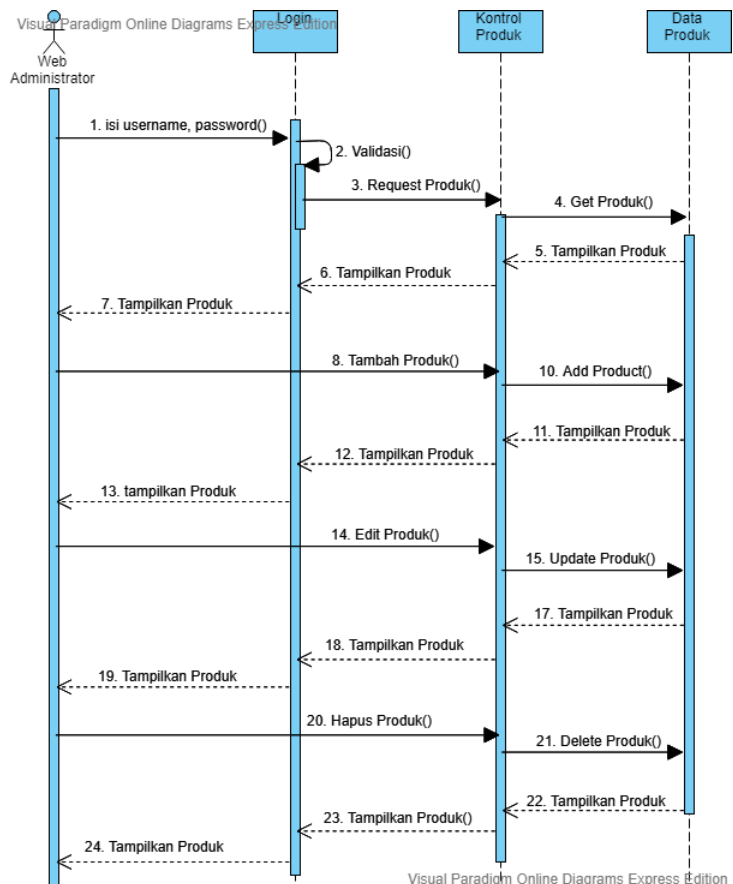 Visual Paradigm Online Diagrams Express Edition
Login
Kontrol
Produk
Data
Produk
Web
Administrator
1. isi username, password()
2. Validasi()
3. Request Produk()
4. Get Produk()
5. Tampilkan Produk
6. Tampilkan Produk
7. Tampilkan Produk
8. Tambah Produk()
10. Add Product()
11. Tampilkan Produk
12. Tampilkan Produk
13. tampilkan Produk
14. Edit Produk()
15. Update Produk()
17. Tampilkan Produk
18. Tampilkan Produk
19. Tampilkan Produk
20. Hapus Produk()
21. Delete Produk()
22. Tampilkan Produk
23. Tampilkan Produk()
24. Tampilkan Produk
Visual Paradigm Online Diagrams Express Edition